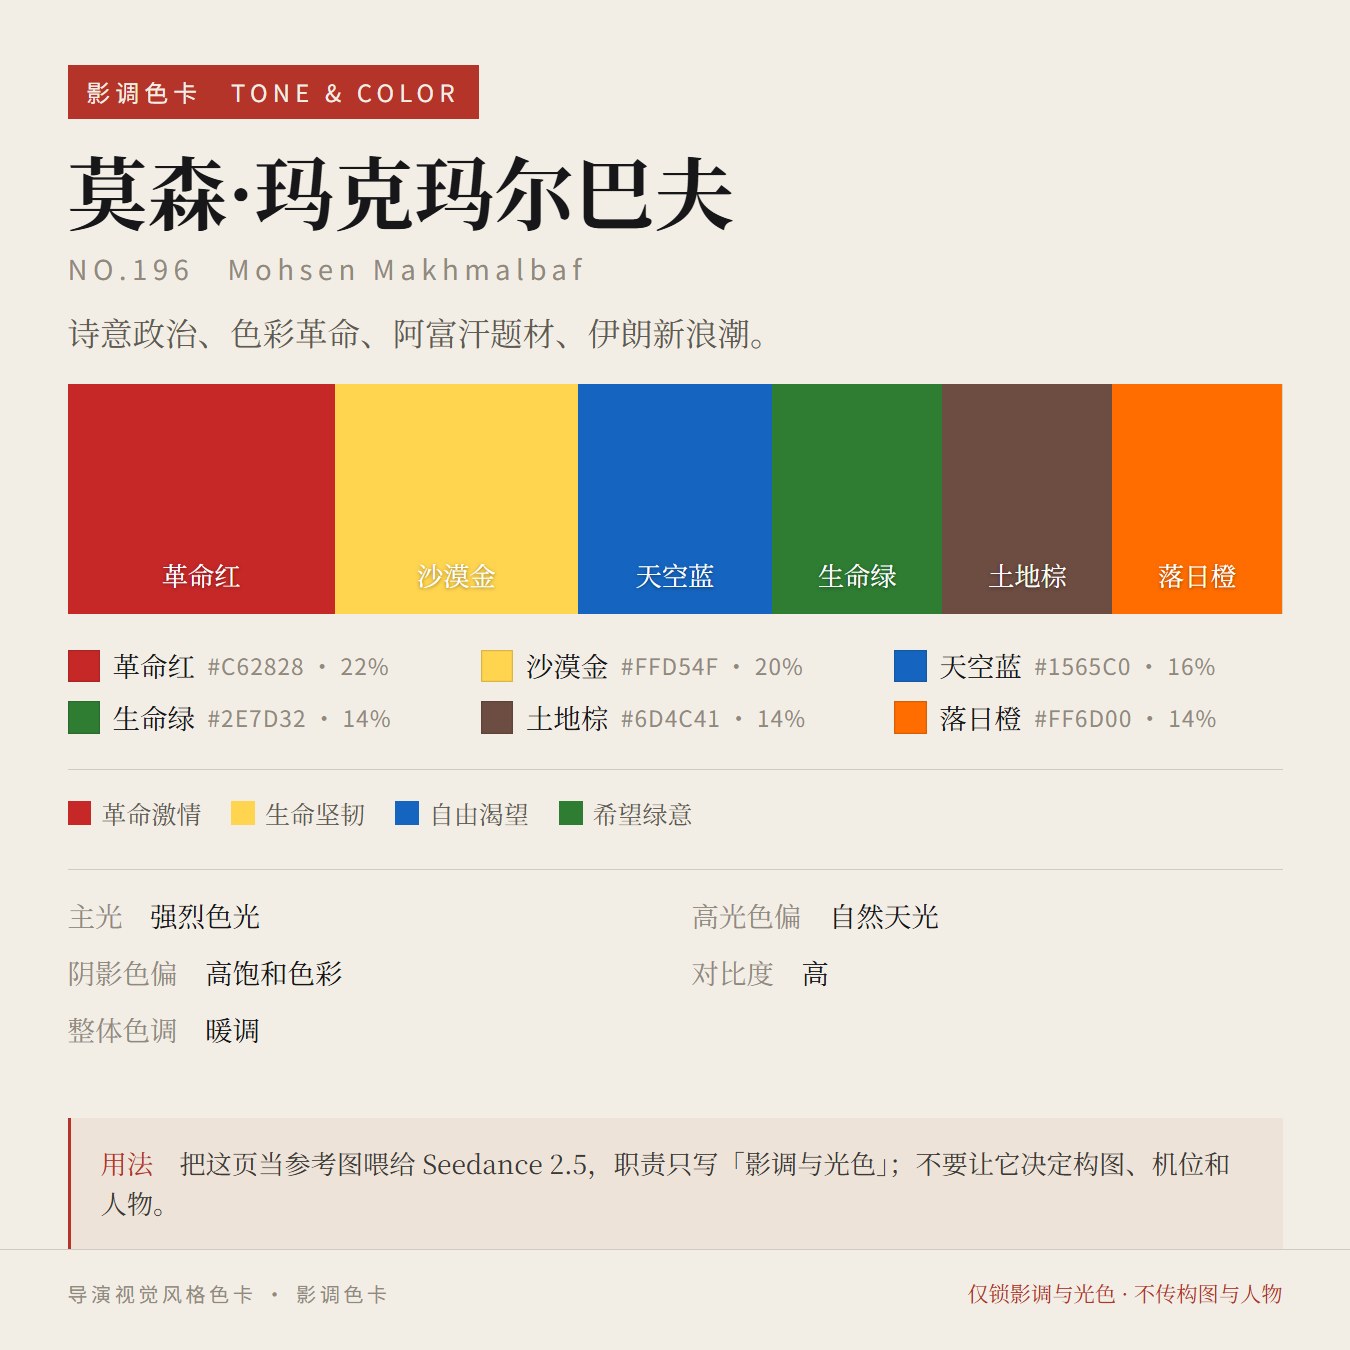 影调色卡 TONE & COLOR
莫森·玛克玛尔巴夫
NO.196 Mohsen Makhmalbaf
诗意政治、色彩革命、阿富汗题材、伊朗新浪潮。
革命红 沙漠金 天空蓝 生命绿 土地棕 落日橙
革命红 #C62828 · 22% 沙漠金 #FFD54F · 20% 天空蓝 #1565C0 · 16%
生命绿 #2E7D32 · 14% 土地棕 #6D4C41 · 14% 落日橙 #FF6D00 · 14%
革命激情 生命坚韧 自由渴望 希望绿意
主光 强烈色光 高光色偏 自然天光
阴影色偏 高饱和色彩 对比度 高
整体色调 暖调
用法 把这页当参考图喂给 Seedance 2.5，职责只写「影调与光色」；不要让它决定构图、机位和
人物。
导演视觉风格色卡 · 影调色卡 仅锁影调与光色 · 不传构图与人物